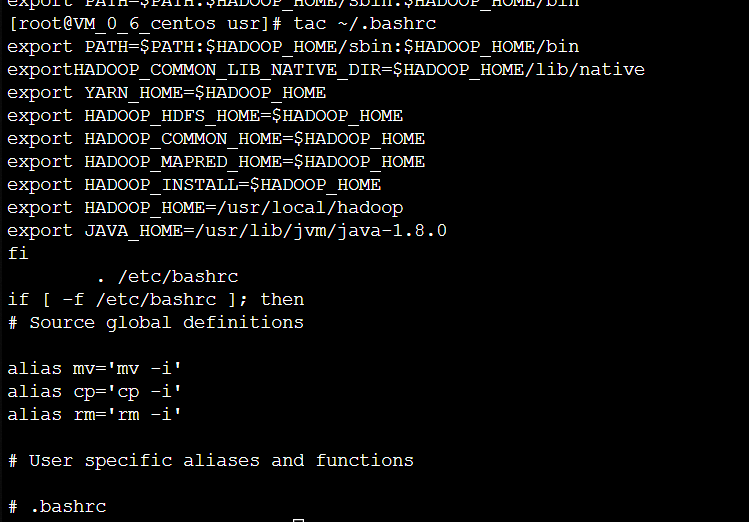 export PATH=$PATH:$HADOOP_HOME/sbin:$HADOOP_HOME/bin
[root@VM_0_6_centos usr]# tac ~/.bashrc
export PATH=$PATH:$HADOOP_HOME/sbin:$HADOOP_HOME/bin
exportHADOOP_COMMON_LIB_NATIVE_DIR=$HADOOP_HOME/lib/native
export YARN_HOME=$HADOOP_HOME
export HADOOP_HDFS_HOME=$HADOOP_HOME
export HADOOP_COMMON_HOME=$HADOOP_HOME
export HADOOP_MAPRED_HOME=$HADOOP_HOME
export HADOOP_INSTALL=$HADOOP_HOME
export HADOOP_HOME=/usr/local/hadoop
export JAVA_HOME=/usr/lib/jvm/java-1.8.0
fi
        . /etc/bashrc
if [ -f /etc/bashrc ]; then
# Source global definitions
alias mv='mv -i'
alias cp='cp -i'
alias rm='rm -i'
# User specific aliases and functions
# .bashrc